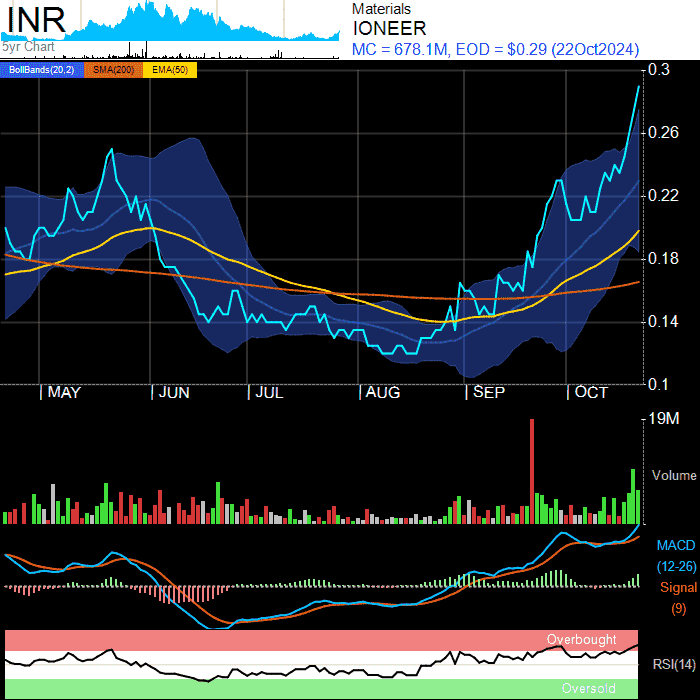 INR
5yr Chart
Materials
IONEER
MC = 678.1M, EOD = $0.29 (22Oct2024)
BollBands(20,2) SMA(200) EMA(50)
0.3
0.26
0.22
0.18
0.14
0.1
MAY JUN JUL AUG SEP OCT
19M
Volume
MACD
(12-26)
Signal
(9)
Overbought
RSI(14)
Oversold